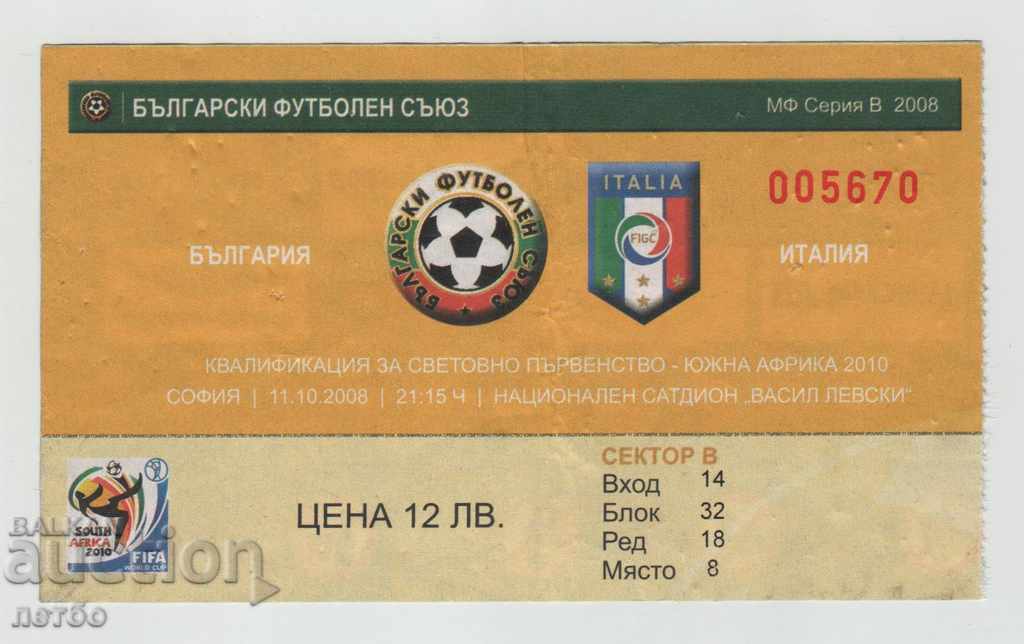 БЪЛГАРСКИ ФУТБОЛЕН СЪЮЗ
МФ Серия В 2008
БЪЛГАРСКИ ФУТБОЛЕН СЪЮЗ
ITALIA
FIGC
005670
БЪЛГАРИЯ
ИТАЛИЯ
КВАЛИФИКАЦИЯ ЗА СВЕТОВНО ПЪРВЕНСТВО - ЮЖНА АФРИКА 2010
СОФИЯ | 11.10.2008 | 21:15 Ч | НАЦИОНАЛЕН САТДИОН „ВАСИЛ ЛЕВСКИ“
СЕКТОР В
Вход 14
Блок 32
Ред 18
Място 8
ЦЕНА 12 ЛВ.
SOUTH
AFRICA
2010
FIFA
WORLD CUP
BALKAN
auction
летбо